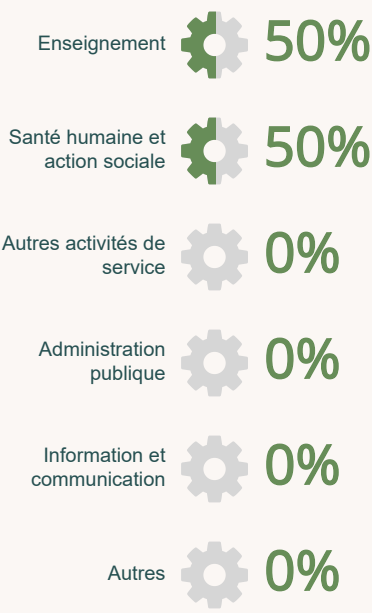 Enseignement 50%
Santé humaine et
action sociale 50%
Autres activités de
service 0%
Administration
publique 0%
Information et
communication 0%
Autres 0%